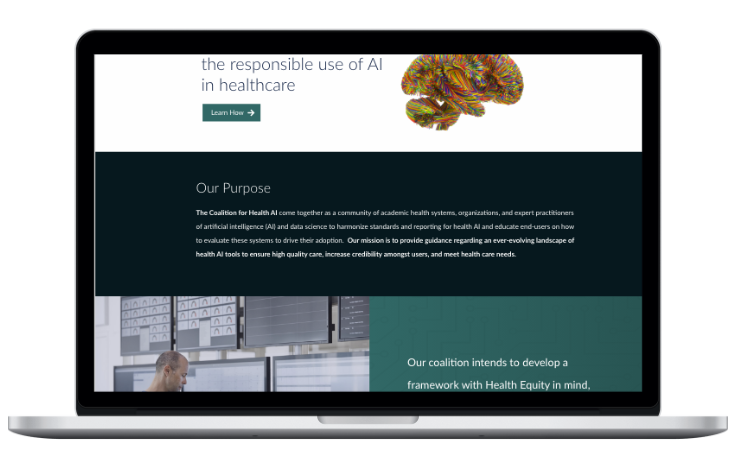 the responsible use of AI
in healthcare
Learn How
Our Purpose
The Coalition for Health AI come together as a community of academic health systems, organizations, and expert practitioners
of artificial intelligence (AI) and data science to harmonize standards and reporting for health AI and educate end-users on how
to evaluate these systems to drive their adoption. Our mission is to provide guidance regarding an ever-evolving landscape of
health AI tools to ensure high quality care, increase credibility amongst users, and meet health care needs.
Our coalition intends to develop a
framework with Health Equity in mind,